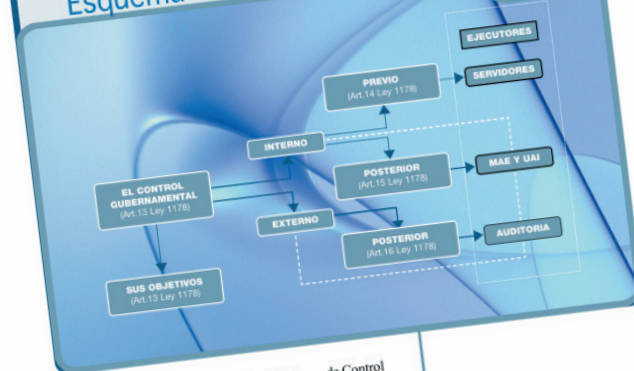 Esquema
EJECUTORES
PREVIO
(Art.14 Ley 1178)
SERVIDORES
INTERNO
POSTERIOR
(Art.15 Ley 1178)
MAE Y UAI
EL CONTROL
GUBERNAMENTAL
(Art.13 Ley 1178)
EXTERNO
POSTERIOR
(Art.16 Ley 1178)
AUDITORÍA
SUS OBJETIVOS
(Art.13 Ley 1178)
de Control